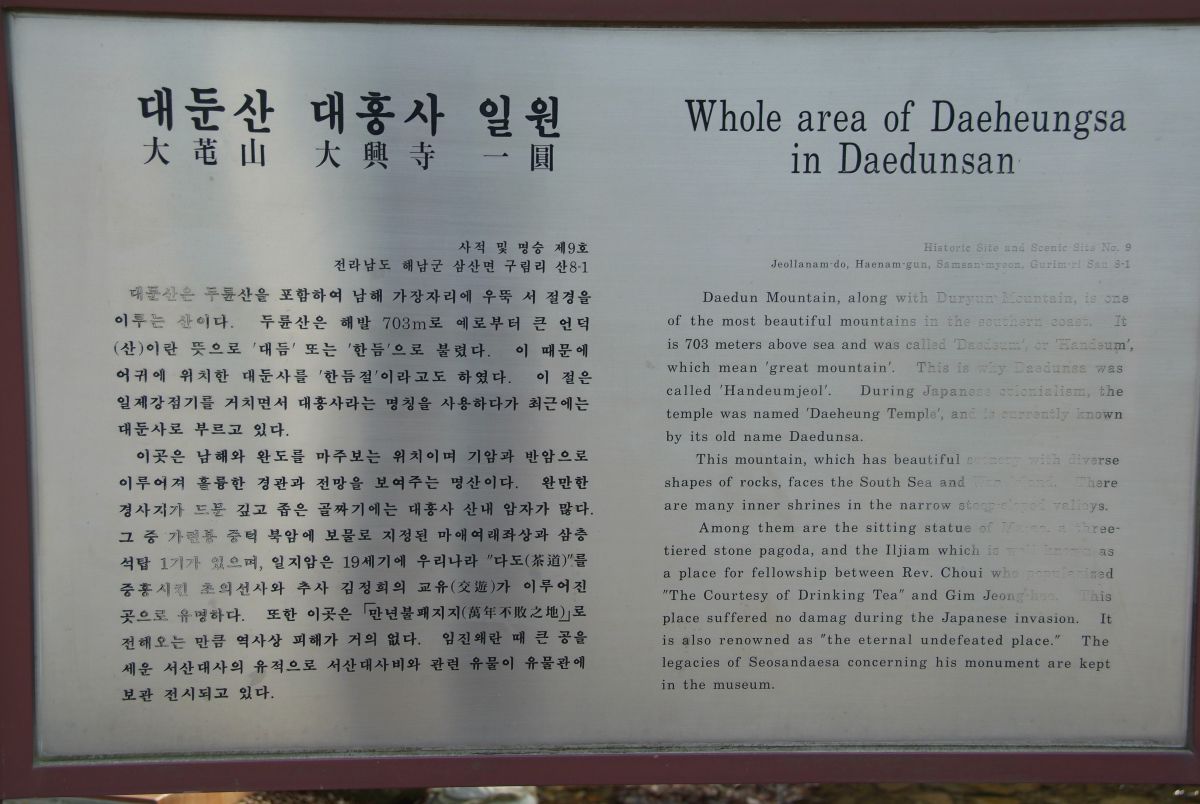 대둔산 대흥사 일원
大芚山 大興寺 一圓
사적 및 명승 제9호
전라남도 해남군 삼산면 구림리 산8-1
대둔산은 두륜산을 포함하여 남해 가장자리에 우뚝 서 절경을
이루는 산이다. 두륜산은 해발 703m로 예로부터 큰 언덕
(산)이란 뜻으로 '대듬' 또는 '한듬'으로 불렸다. 이 때문에
어귀에 위치한 대둔사를 '한듬절'이라고도 하였다. 이 절은
일제강점기를 거치면서 대흥사라는 명칭을 사용하다가 최근에는
대둔사로 부르고 있다.
이곳은 남해와 완도를 마주보는 위치이며 기암과 반암으로
이루어져 훌륭한 경관과 전망을 보여주는 명산이다. 완만한
경사지가 드문 깊고 좁은 골짜기에는 대흥사 산내 암자가 많다.
그 중 가련봉 중턱 북암에 보물로 지정된 마애여래좌상과 삼층
석탑 1기가 있으며, 일지암은 19세기에 우리나라 "다도(茶道)"를
중흥시킨 초의선사와 추사 김정희의 교유(交遊)가 이루어진
곳으로 유명하다. 또한 이곳은 「만년불패지지(萬年不敗之地)」로
전해오는 만큼 역사상 피해가 거의 없다. 임진왜란 때 큰 공을
세운 서산대사의 유적으로 서산대사비와 관련 유물이 유물관에
보관 전시되고 있다.
Whole area of Daeheungsa
in Daedunsan
Historic Site and Scenic Site No. 9
Jeollanam-do, Haenam-gun, Samsan-myeon, Gurim-ri San 8-1
Daedun Mountain, along with Duryun Mountain, is one
of the most beautiful mountains in the southern coast. It
is 703 meters above sea and was called 'Daedeum', or 'Handeum',
which mean 'great mountain'. This is why Daedunsa was
called 'Handeumjeol'. During Japanese colonialism, the
temple was named 'Daeheung Temple', and is currently known
by its old name Daedunsa.
This mountain, which has beautiful scenery with diverse
shapes of rocks, faces the South Sea and Wan Island. There
are many inner shrines in the narrow steep-sloped valleys.
Among them are the sitting statue of a three-
tiered stone pagoda, and the Iljiam which is well known as
a place for fellowship between Rev. Choui who popularized
"The Courtesy of Drinking Tea" and Gim Jeong-hee. This
place suffered no damag during the Japanese invasion. It
is also renowned as "the eternal undefeated place." The
legacies of Seosandaesa concerning his monument are kept
in the museum.